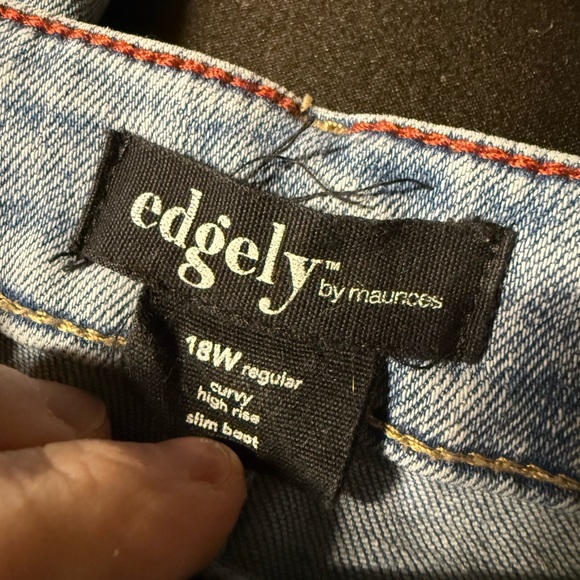 edgely™
by maurices
18W regular
curvy
high rise
slim boot